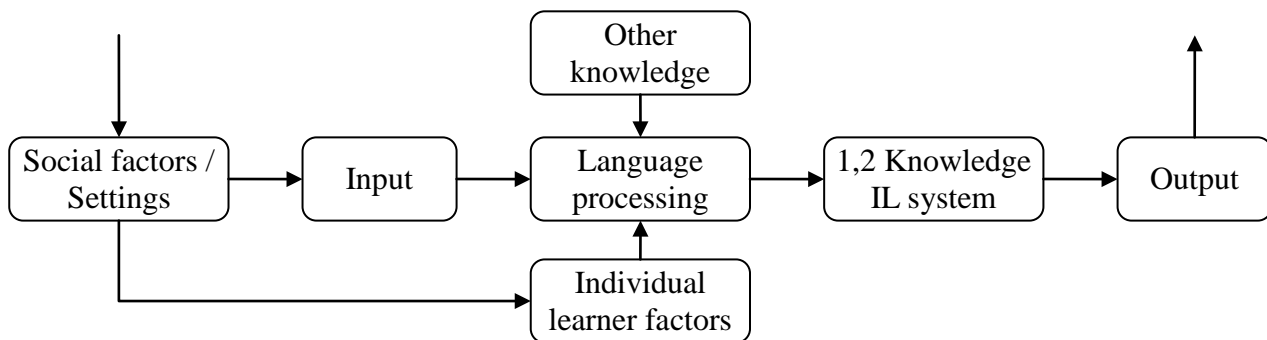 Other
knowledge
Social factors /
Settings
Input
Language
processing
1,2 Knowledge
IL system
Output
Individual
learner factors